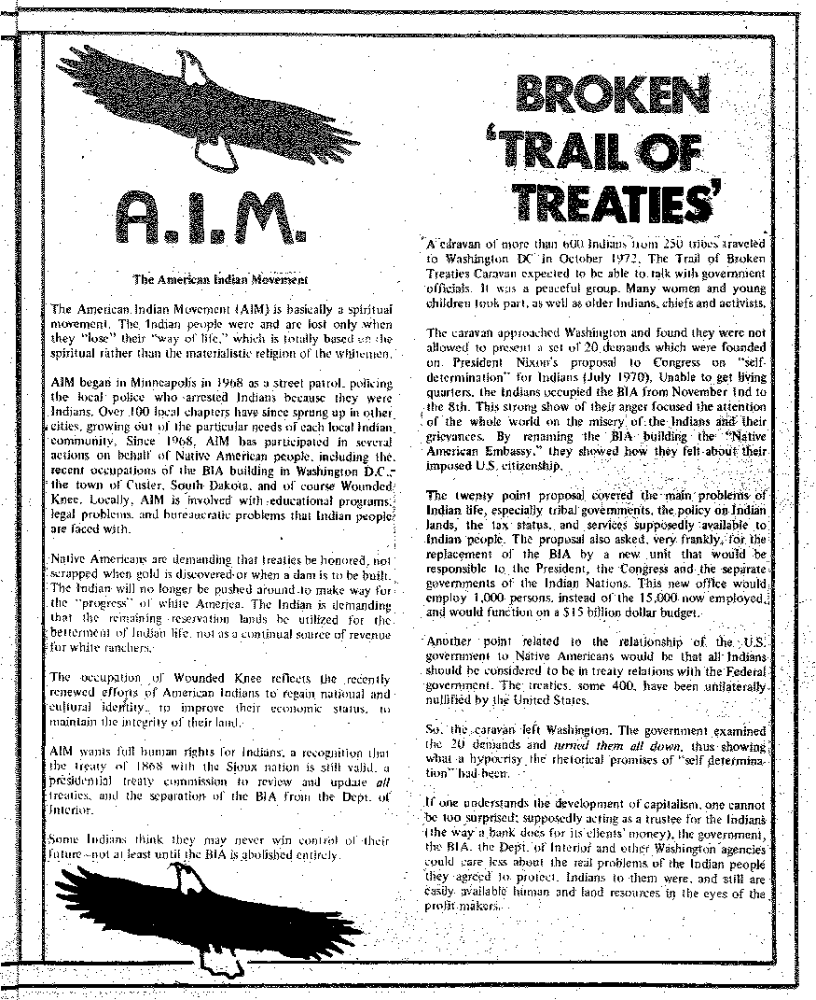 A.I.M.
The American Indian Movement
The American Indian Movement (AIM) is basically a spiritual
movement. The Indian people were and are lost only when
they “lose” their “way of life,” which is totally based on the
spiritual rather than the materialistic religion of the whitemen.
AIM began in Minneapolis in 1968 as a street patrol, policing
the local police who arrested Indians because they were
Indians. Over 100 local chapters have since sprung up in other
cities, growing out of the particular needs of each local Indian
community. Since 1968, AIM has participated in several
actions on behalf of Native American people, including the
recent occupations of the BIA building in Washington D.C.,
the town of Custer, South Dakota, and of course Wounded
Knee. Locally, AIM is involved with educational programs,
legal problems, and bureaucratic problems that Indian people
are faced with.
Native Americans are demanding that treaties be honored, not
scrapped when gold is discovered or when a dam is to be built.
The Indian will no longer be pushed around to make way for
the “progress” of white America. The Indian is demanding
that the remaining reservation lands be utilized for the
betterment of Indian life, not as a continual source of revenue
for white ranchers.
The occupation of Wounded Knee reflects the recently
renewed efforts of American Indians to regain national and
cultural identity, to improve their economic status, to
maintain the integrity of their land.
AIM wants full human rights for Indians, a recognition that
the treaty of 1868 with the Sioux nation is still valid, a
presidential treaty commission to review and update all
treaties, and the separation of the BIA from the Dept. of
Interior.
Some Indians think they may never win control of their
future--not at least until the BIA is abolished entirely.
BROKEN
‘TRAIL OF
TREATIES’
A caravan of more than 600 Indians from 250 tribes traveled
to Washington DC in October 1972. The Trail of Broken
Treaties Caravan expected to be able to talk with government
officials. It was a peaceful group. Many women and young
children took part, as well as older Indians, chiefs and activists.
The caravan approached Washington and found they were not
allowed to present a set of 20 demands which were founded
on President Nixon's proposal to Congress on “self-
determination” for Indians (July 1970). Unable to get living
quarters, the Indians occupied the BIA from November 1nd to
the 8th. This strong show of their anger focused the attention
of the whole world on the misery of the Indians and their
grievances. By renaming the BIA building the “Native
American Embassy,” they showed how they felt about their
imposed U.S. citizenship.
The twenty point proposal covered the main problems of
Indian life, especially tribal governments, the policy on Indian
lands, the tax status, and services supposedly available to
Indian people. The proposal also asked, very frankly, for the
replacement of the BIA by a new unit that would be
responsible to the President, the Congress and the separate
governments of the Indian Nations. This new office would
employ 1,000 persons, instead of the 15,000 now employed,
and would function on a $15 billion dollar budget.
Another point related to the relationship of the U.S.
government to Native Americans would be that all Indians
should be considered to be in treaty relations with the Federal
government. The treaties, some 400, have been unilaterally
nullified by the United States.
So, the caravan left Washington. The government examined
the 20 demands and turned them all down, thus showing
what a hypocrisy the rhetorical promises of “self determina-
tion” had been.
If one understands the development of capitalism, one cannot
be too surprised; supposedly acting as a trustee for the Indians
(the way a bank does for its clients' money), the government,
the BIA, the Dept. of Interior and other Washington agencies
could care less about the real problems of the Indian people
they agreed to protect. Indians to them were, and still are
easily available human and land resources in the eyes of the
profit-makers.